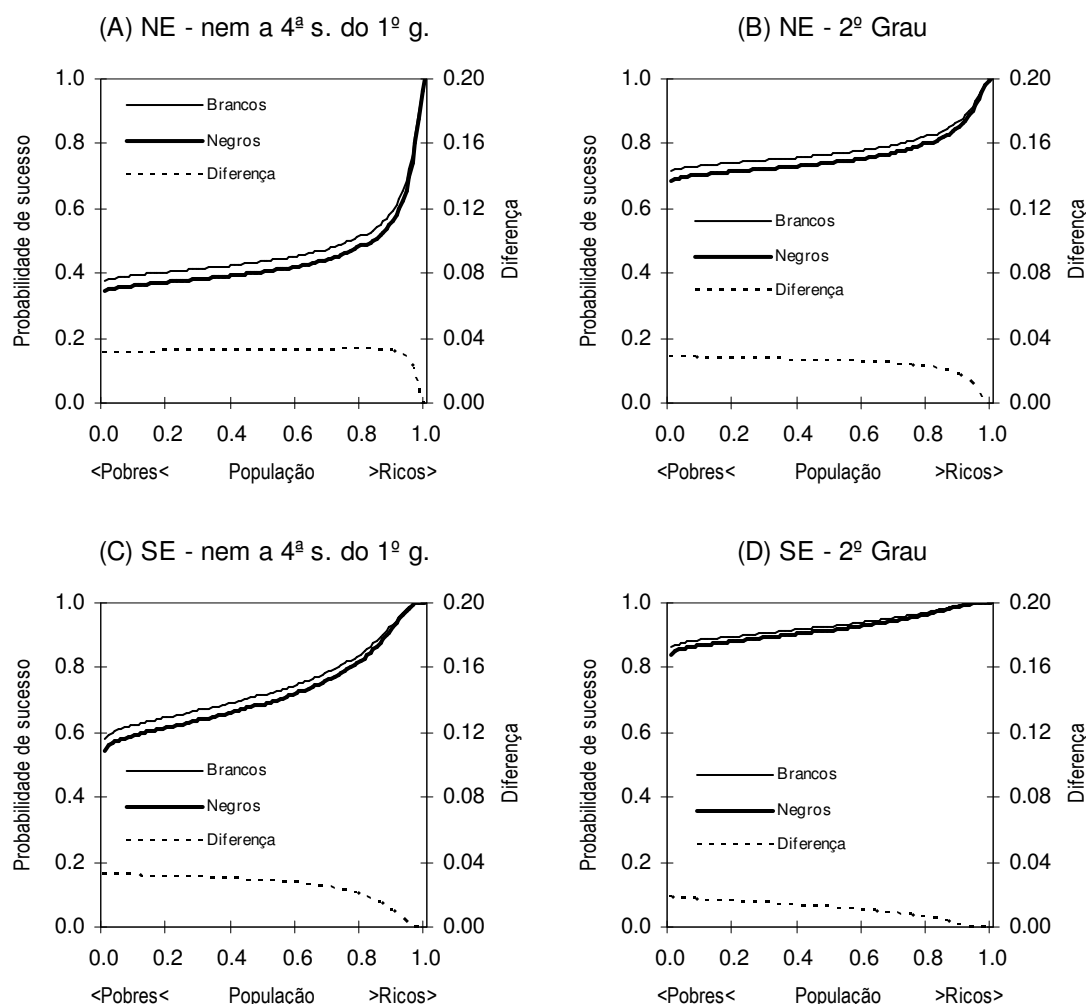 (A) NE - nem a 4ª s. do 1º g.
1.0
0.8
0.6
0.4
0.2
0.0
Probabilidade de sucesso
Brancos
Negros
Diferença
0.20
0.16
0.12
0.08
0.04
0.00
Diferença
0.0 0.2 0.4 0.6 0.8 1.0
<Pobres< População >Ricos>
(B) NE - 2º Grau
1.0
0.8
0.6
0.4
0.2
0.0
Probabilidade de sucesso
Brancos
Negros
Diferença
0.20
0.16
0.12
0.08
0.04
0.00
Diferença
0.0 0.2 0.4 0.6 0.8 1.0
<Pobres< População >Ricos>
(C) SE - nem a 4ª s. do 1º g.
1.0
0.8
0.6
0.4
0.2
0.0
Probabilidade de sucesso
Brancos
Negros
Diferença
0.20
0.16
0.12
0.08
0.04
0.00
Diferença
0.0 0.2 0.4 0.6 0.8 1.0
<Pobres< População >Ricos>
(D) SE - 2º Grau
1.0
0.8
0.6
0.4
0.2
0.0
Probabilidade de sucesso
Brancos
Negros
Diferença
0.20
0.16
0.12
0.08
0.04
0.00
Diferença
0.0 0.2 0.4 0.6 0.8 1.0
<Pobres< População >Ricos>